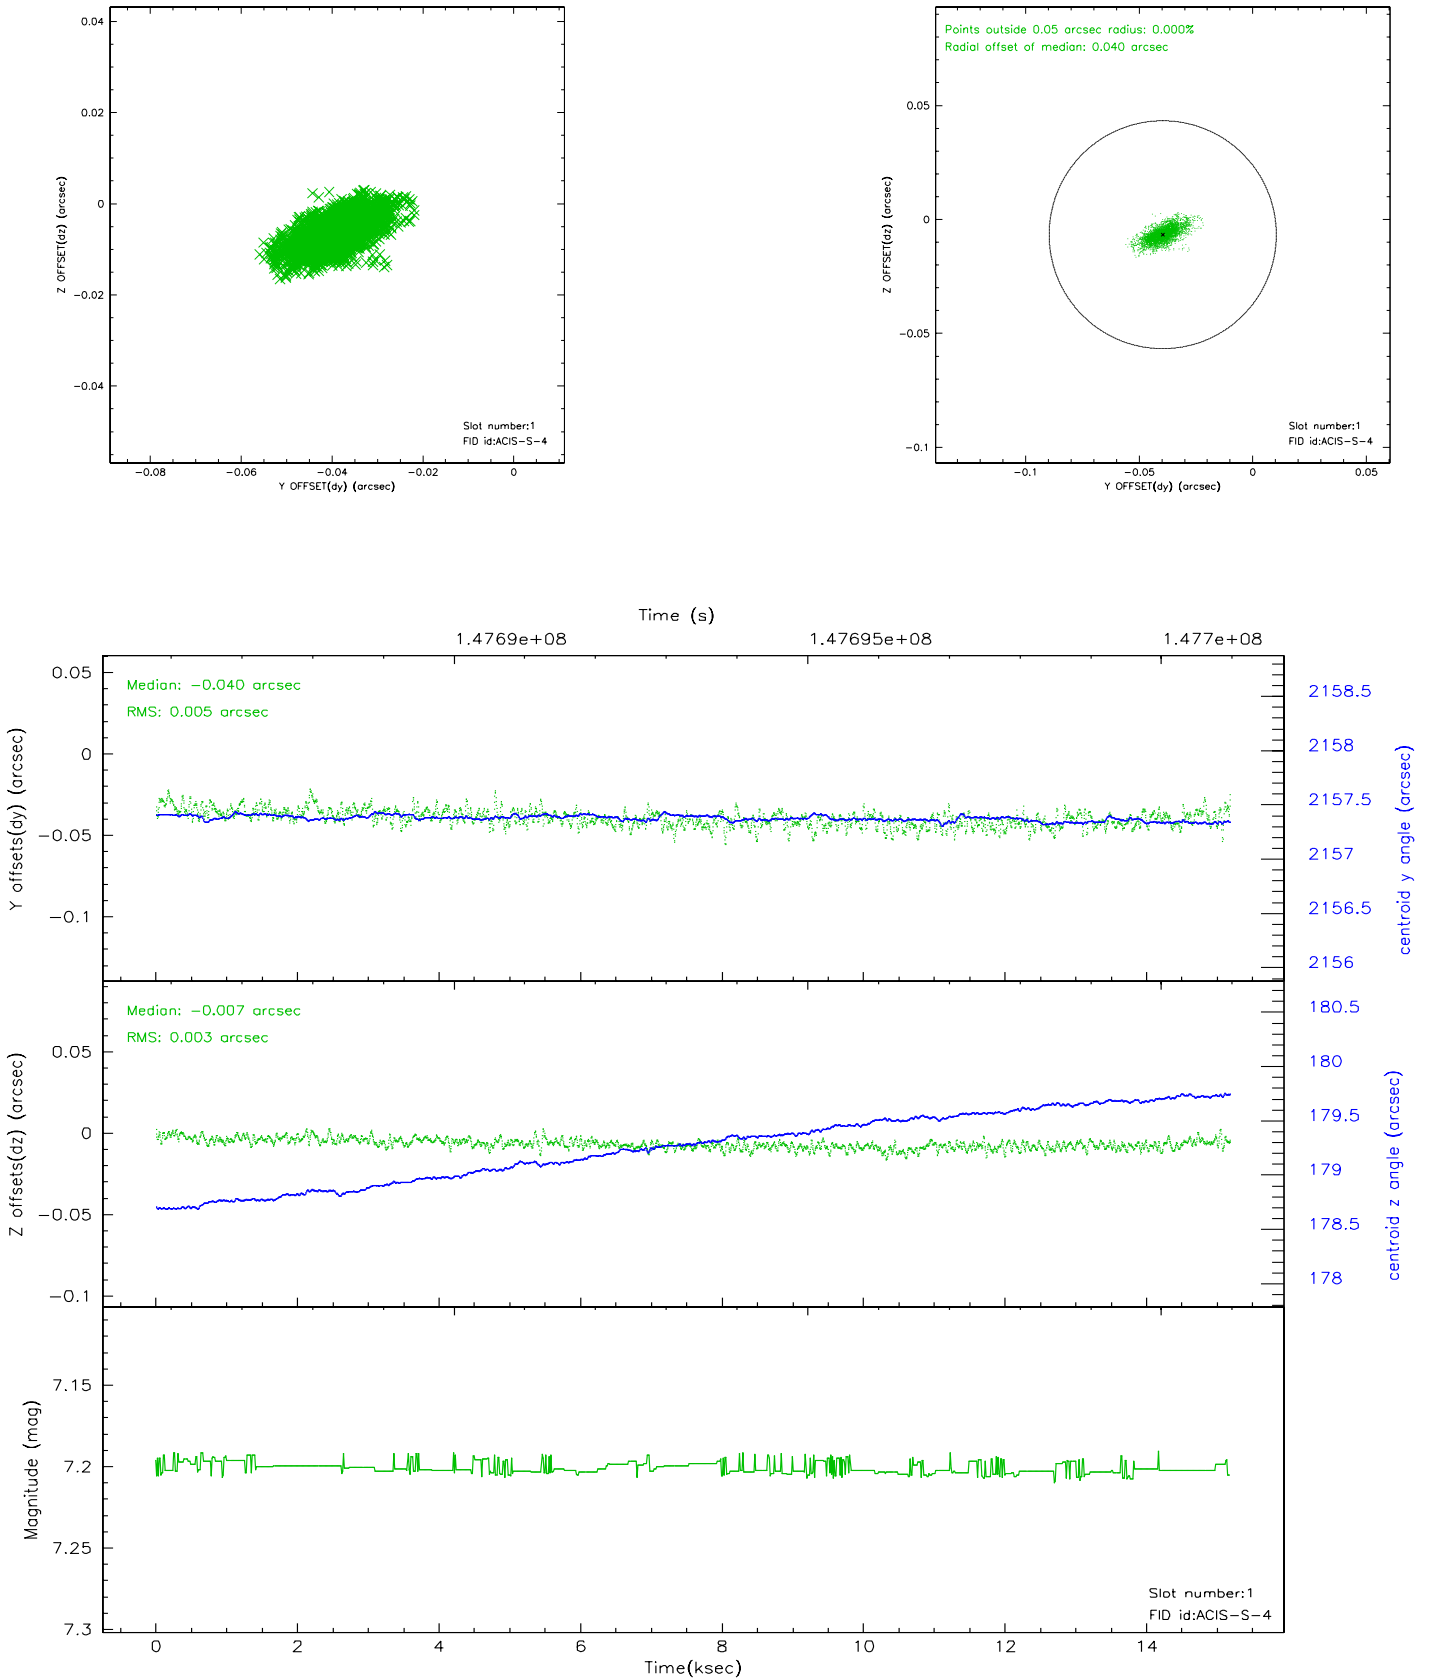 0.04
0.02
0
−0.02
−0.04
Z OFFSET(dz) (arcsec)
Slot number:1
FID id:ACIS−S−4
−0.08 −0.06 −0.04 −0.02 0
Y OFFSET(dy) (arcsec)
Points outside 0.05 arcsec radius: 0.000%
Radial offset of median: 0.040 arcsec
0.05
0
−0.05
−0.1
Z OFFSET(dz) (arcsec)
Slot number:1
FID id:ACIS−S−4
−0.1 −0.05 0 0.05
Y OFFSET(dy) (arcsec)
Time (s)
1.4769e+08 1.47695e+08 1.477e+08
Median: −0.040 arcsec
RMS: 0.005 arcsec
0.05
0
−0.05
−0.1
Y offsets(dy) (arcsec)
2158.5
2158
2157.5
2157
2156.5
2156
centroid y angle (arcsec)
Median: −0.007 arcsec
RMS: 0.003 arcsec
0.05
0
−0.05
−0.1
Z offsets(dz) (arcsec)
180.5
180
179.5
179
178.5
178
centroid z angle (arcsec)
7.15
7.2
7.25
7.3
Magnitude (mag)
Slot number:1
FID id:ACIS−S−4
0 2 4 6 8 10 12 14
Time(ksec)